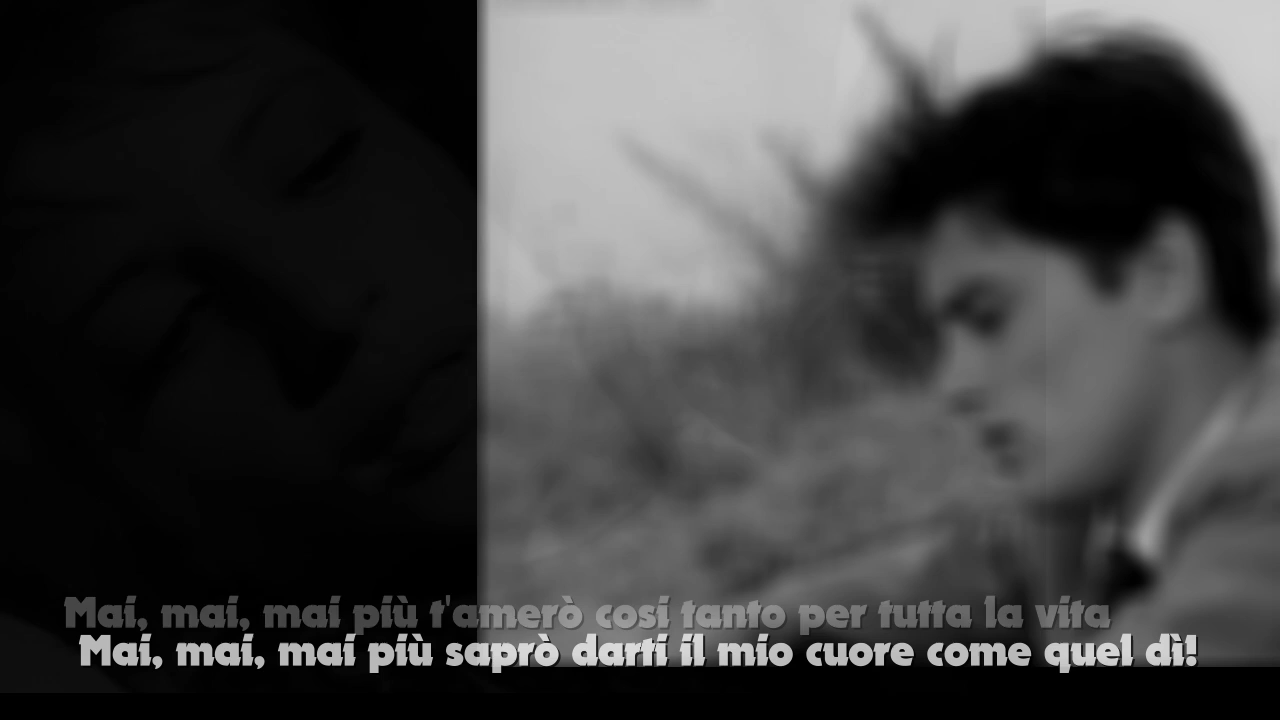 Mai, mai, mai più t'amerò cosi tanto per tutta la vita
Mai, mai, mai più saprò darti il mio cuore come quel dì!